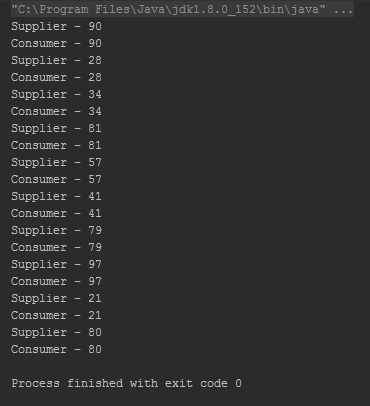 "C:\Program Files\Java\jdk1.8.0_152\bin\java" ...
Supplier - 90
Consumer - 90
Supplier - 28
Consumer - 28
Supplier - 34
Consumer - 34
Supplier - 81
Consumer - 81
Supplier - 57
Consumer - 57
Supplier - 41
Consumer - 41
Supplier - 79
Consumer - 79
Supplier - 97
Consumer - 97
Supplier - 21
Consumer - 21
Supplier - 80
Consumer - 80
Process finished with exit code 0